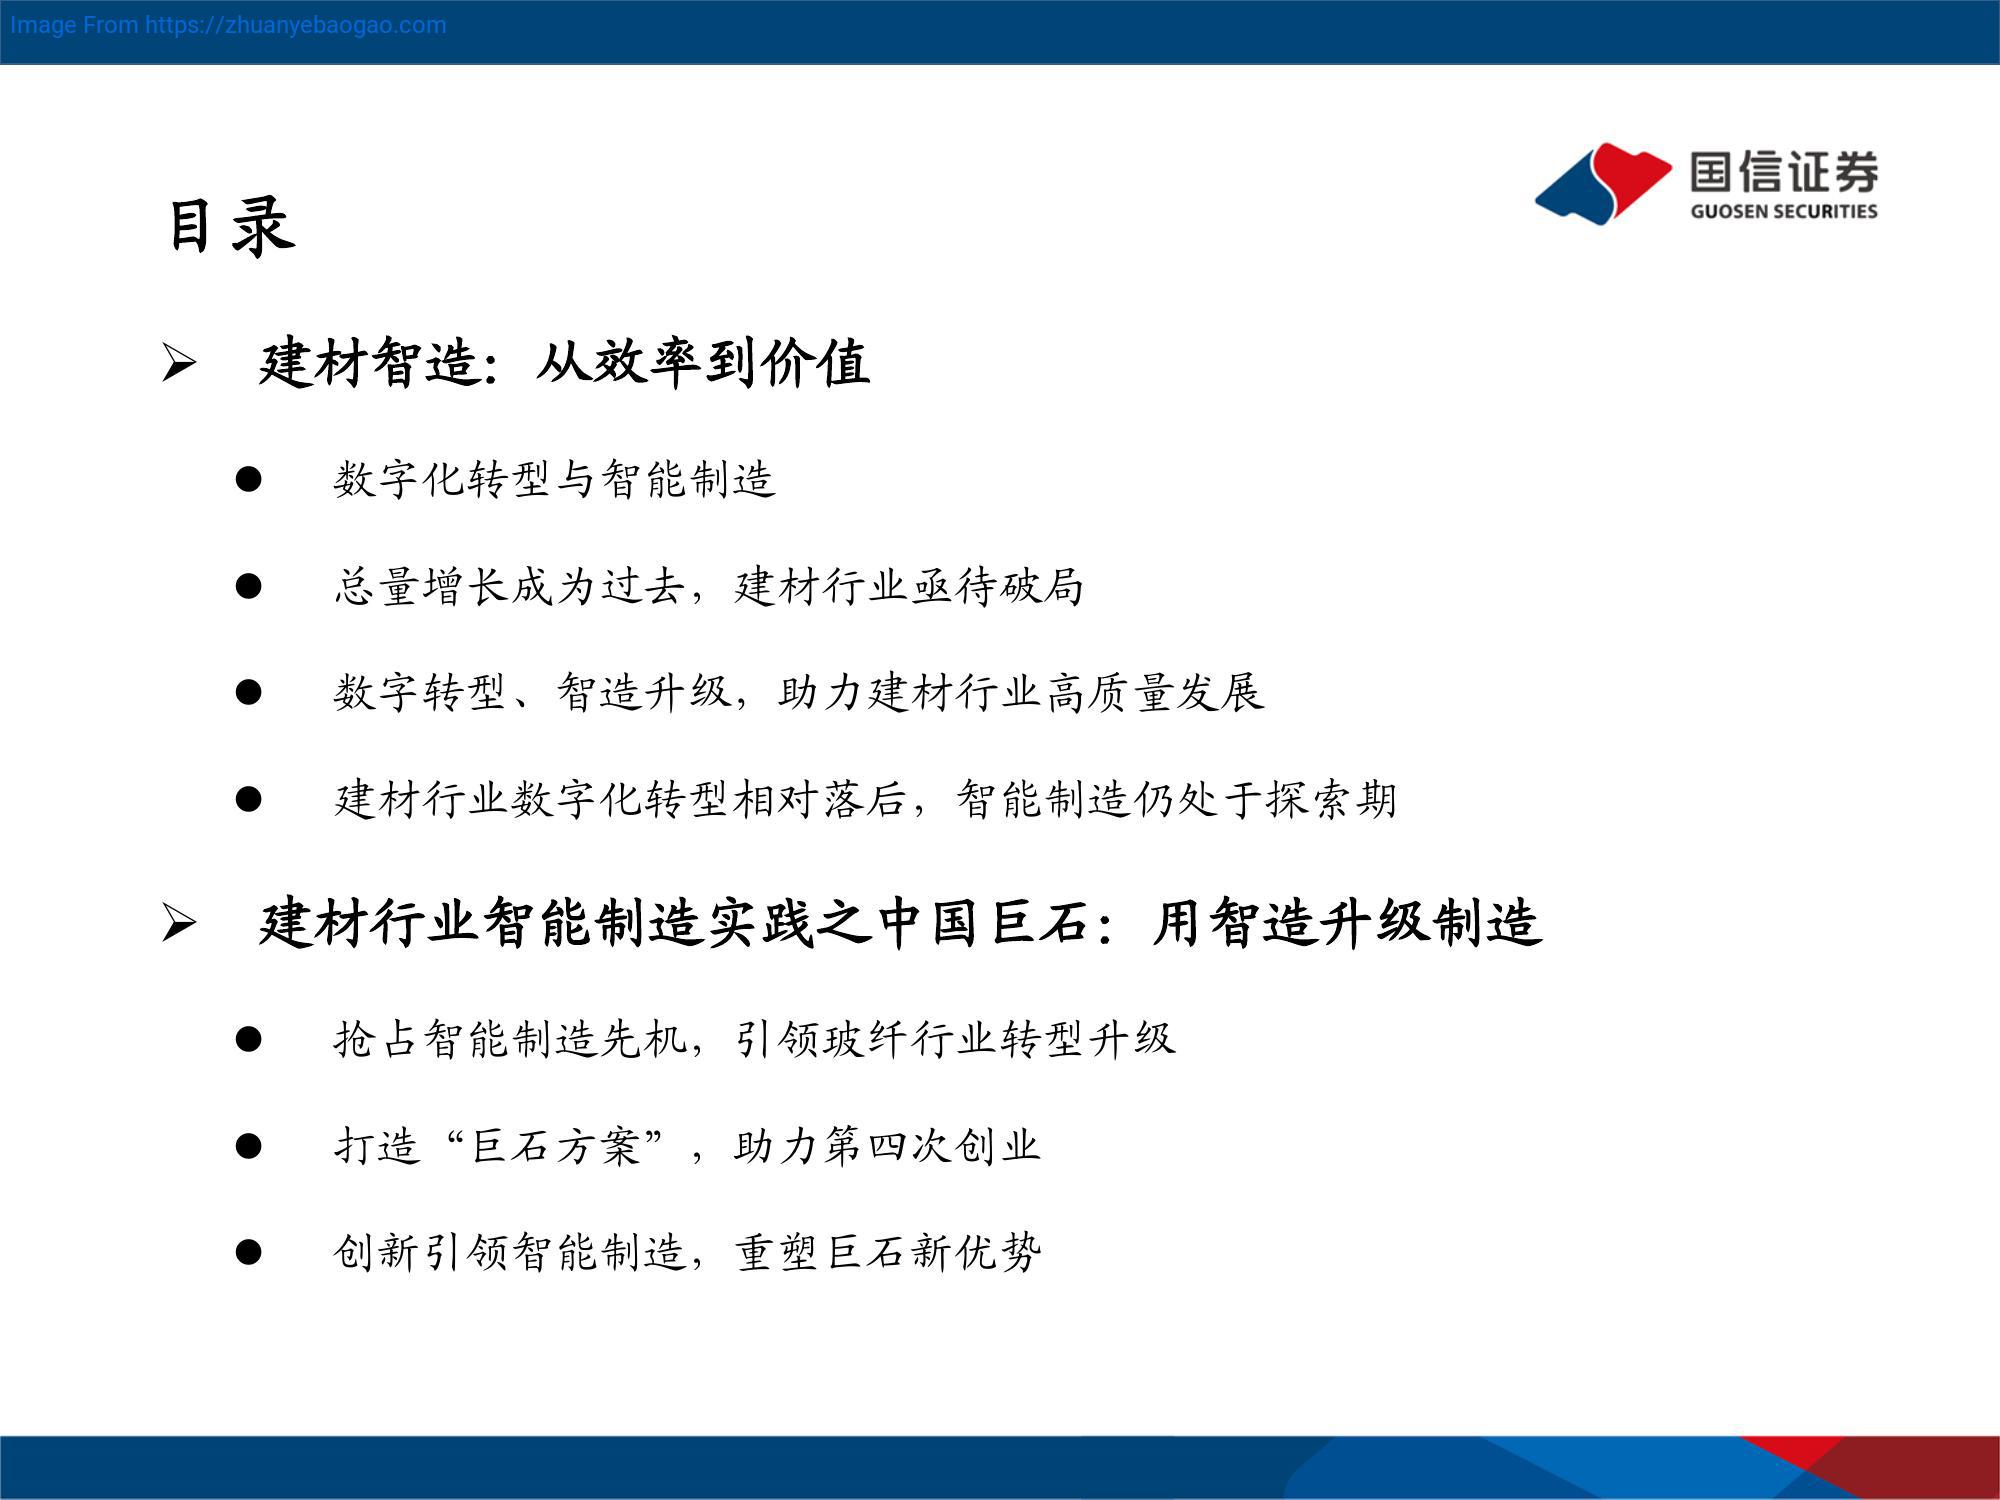 Image From https://zhuanyebaogao.com
国信证券
GUOSEN SECURITIES
目录
➢ 建材智造：从效率到价值
● 数字化转型与智能制造
● 总量增长成为过去，建材行业亟待破局
● 数字转型、智造升级，助力建材行业高质量发展
● 建材行业数字化转型相对落后，智能制造仍处于探索期
➢ 建材行业智能制造实践之中国巨石：用智造升级制造
● 抢占智能制造先机，引领玻纤行业转型升级
● 打造“巨石方案”，助力第四次创业
● 创新引领智能制造，重塑巨石新优势